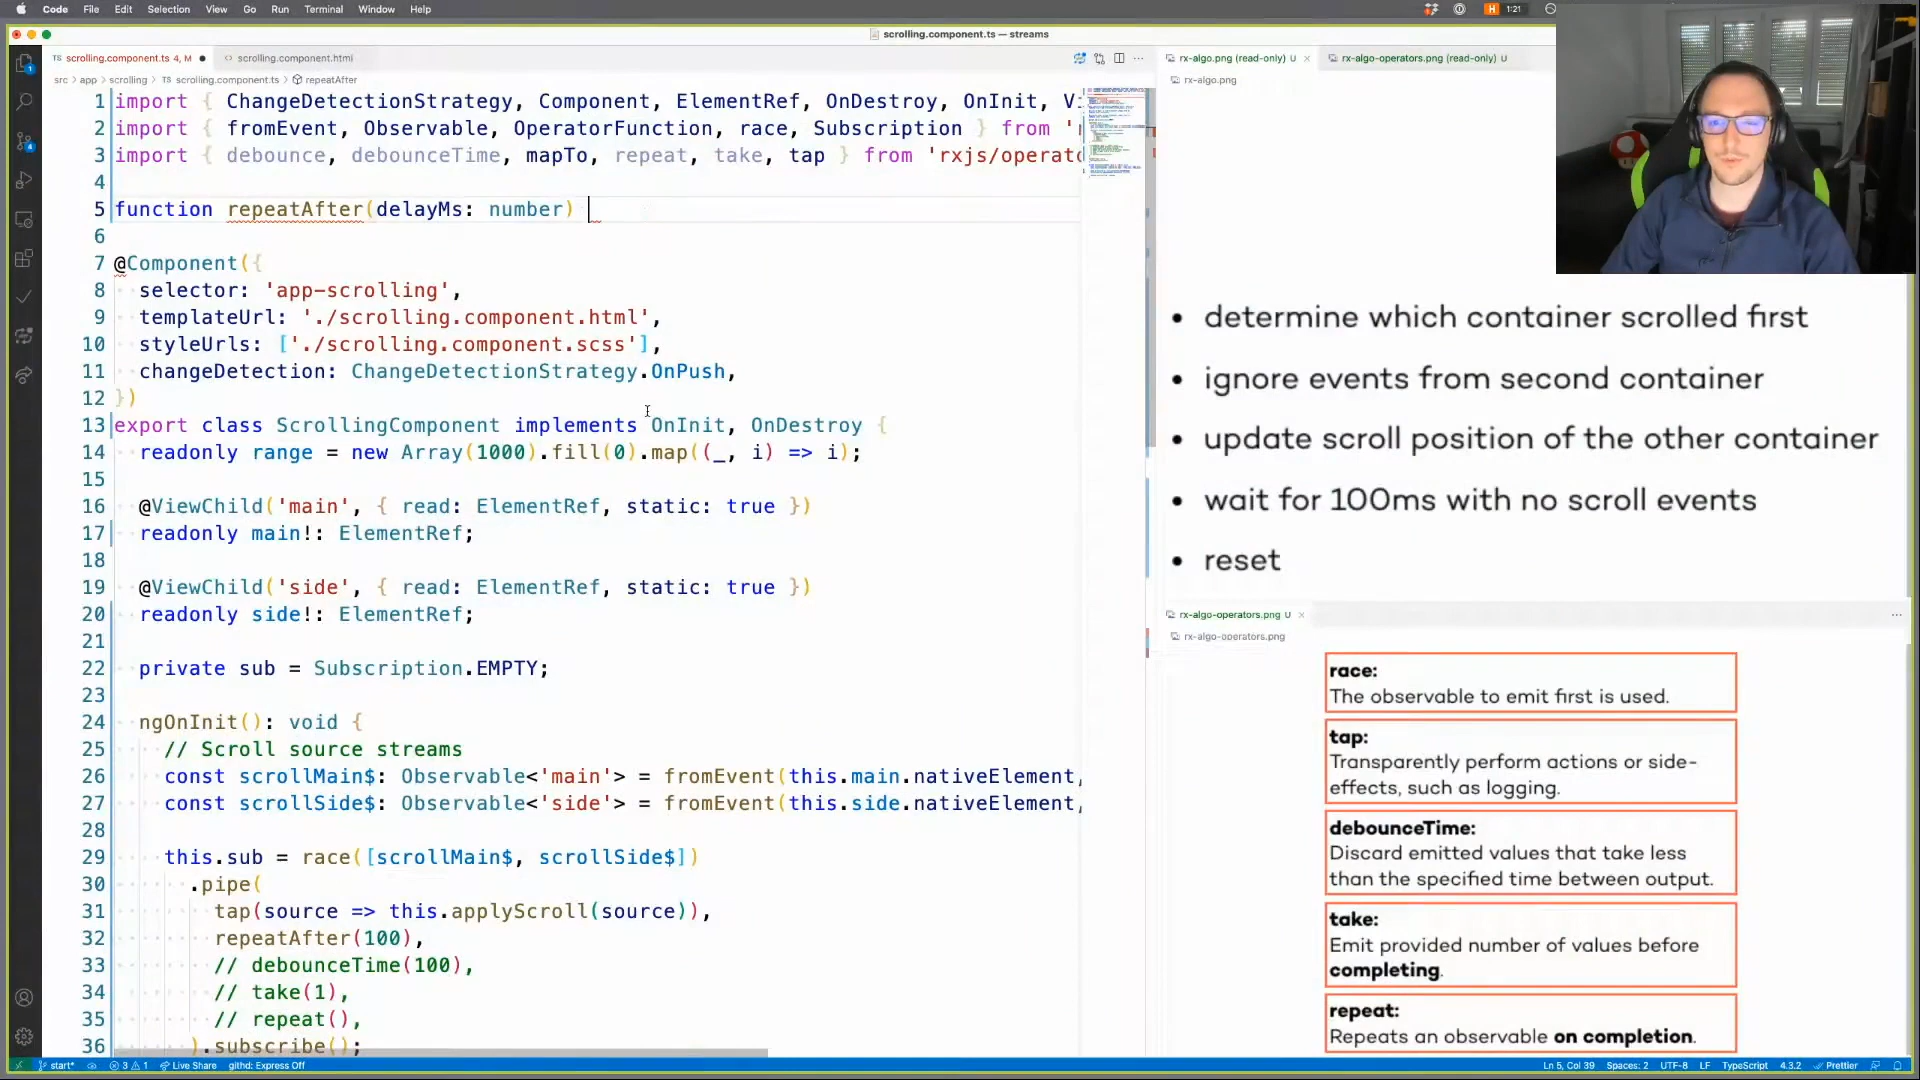 Code File Edit Selection View Go Run Terminal Window Help
H 1:21
scrolling.component.ts — streams
TS scrolling.component.ts 4, M
<> scrolling.component.html
src > app > scrolling > TS scrolling.component.ts > repeatAfter
1 import { ChangeDetectionStrategy, Component, ElementRef, OnDestroy, OnInit, Vi
2 import { fromEvent, Observable, OperatorFunction, race, Subscription } from 'r
3 import { debounce, debounceTime, mapTo, repeat, take, tap } from 'rxjs/operato
4
5 function repeatAfter(delayMs: number)
6
7 @Component({
8 selector: 'app-scrolling',
9 templateUrl: './scrolling.component.html',
10 styleUrls: ['./scrolling.component.scss'],
11 changeDetection: ChangeDetectionStrategy.OnPush,
12 })
13 export class ScrollingComponent implements OnInit, OnDestroy {
14 readonly range = new Array(1000).fill(0).map((_, i) => i);
15
16 @ViewChild('main', { read: ElementRef, static: true })
17 readonly main!: ElementRef;
18
19 @ViewChild('side', { read: ElementRef, static: true })
20 readonly side!: ElementRef;
21
22 private sub = Subscription.EMPTY;
23
24 ngOnInit(): void {
25 // Scroll source streams
26 const scrollMain$: Observable<'main'> = fromEvent(this.main.nativeElement,
27 const scrollSide$: Observable<'side'> = fromEvent(this.side.nativeElement,
28
29 this.sub = race([scrollMain$, scrollSide$])
30 .pipe(
31 tap(source => this.applyScroll(source)),
32 repeatAfter(100),
33 // debounceTime(100),
34 // take(1),
35 // repeat(),
36 ).subscribe();
rx-algo.png (read-only) U
rx-algo-operators.png (read-only) U
rx-algo.png
• determine which container scrolled first
• ignore events from second container
• update scroll position of the other container
• wait for 100ms with no scroll events
• reset
rx-algo-operators.png U
rx-algo-operators.png
race:
The observable to emit first is used.
tap:
Transparently perform actions or side-
effects, such as logging.
debounceTime:
Discard emitted values that take less
than the specified time between output.
take:
Emit provided number of values before
completing.
repeat:
Repeats an observable on completion.
start* 3 1 Live Share githd: Express Off
Ln 5, Col 39 Spaces: 2 UTF-8 LF TypeScript 4.3.2 Prettier